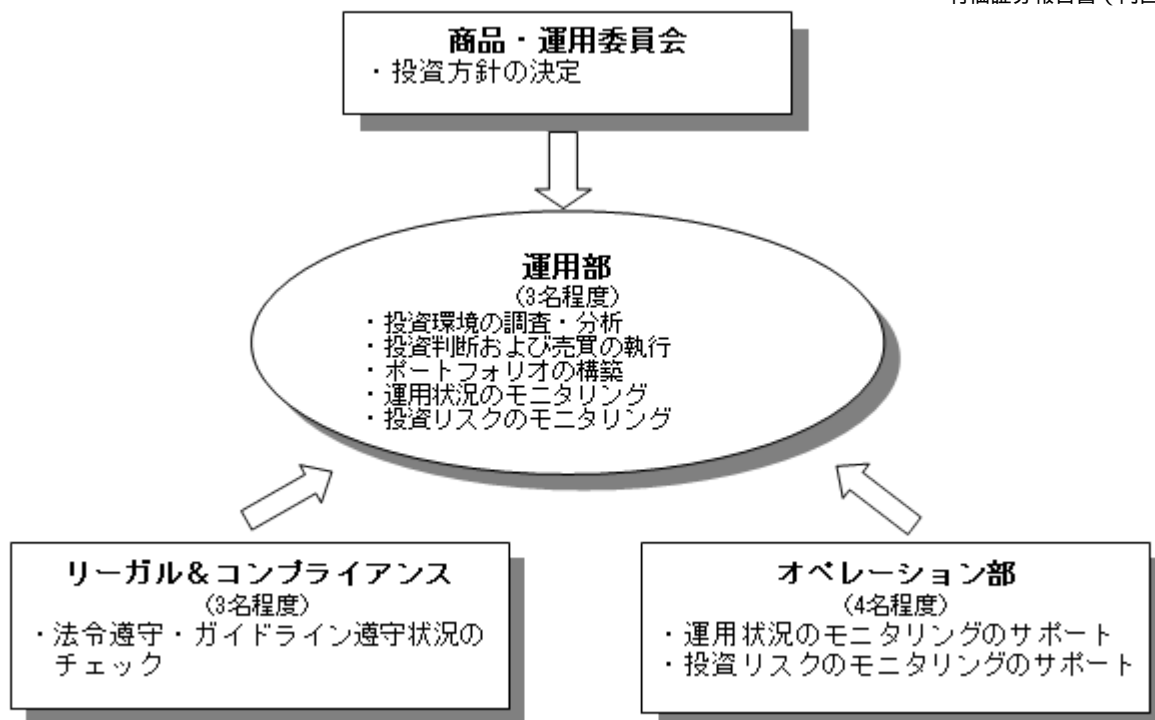 商品・運用委員会
・投資方針の決定
運用部
(3名程度)
・投資環境の調査・分析
・投資判断および売買の執行
・ポートフォリオの構築
・運用状況のモニタリング
・投資リスクのモニタリング
リーガル&コンプライアンス
(3名程度)
・法令遵守・ガイドライン遵守状況の
チェック
オペレーション部
(4名程度)
・運用状況のモニタリングのサポート
・投資リスクのモニタリングのサポート